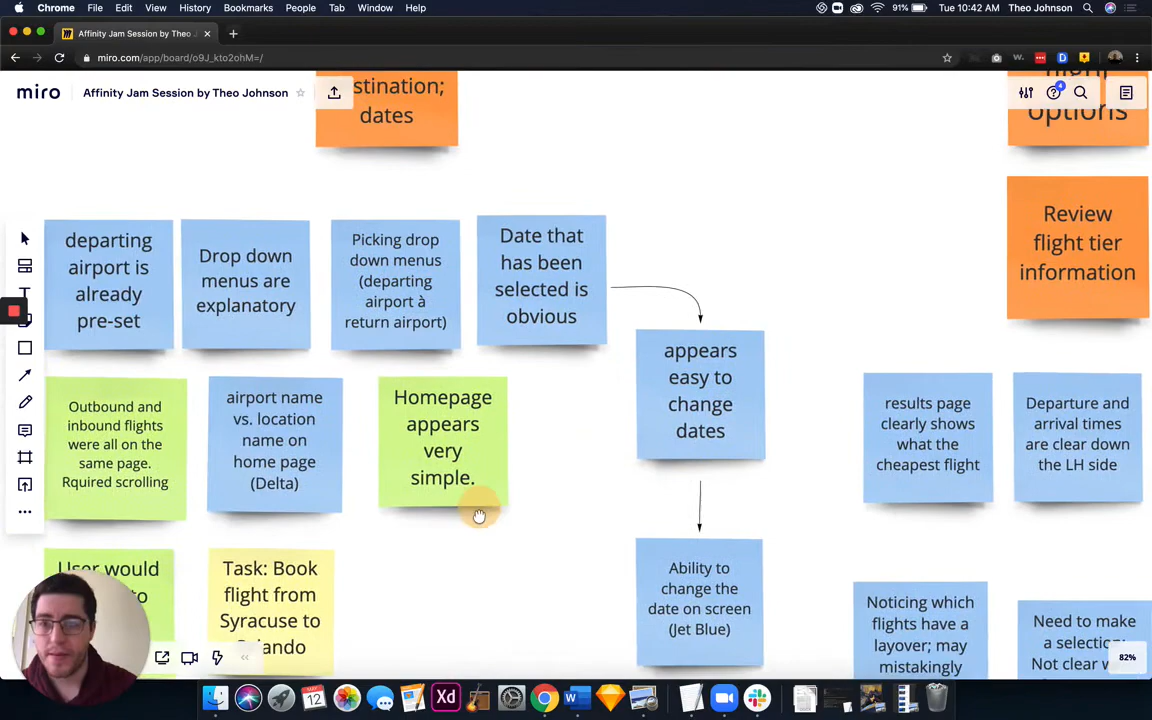 Chrome File Edit View History Bookmarks People Tab Window Help
91% Tue 10:42 AM Theo Johnson
Affinity Jam Session by Theo
miro.com/app/board/o9J_kto2ohM=/
miro Affinity Jam Session by Theo Johnson
4
stination;
dates
options
Review
flight tier
information
departing
airport is
already
pre-set
Drop down
menus are
explanatory
Picking drop
down menus
(departing
airport à
return airport)
Date that
has been
selected is
obvious
appears
easy to
change
dates
Outbound and
inbound flights
were all on the
same page.
Rquired scrolling
airport name
vs. location
name on
home page
(Delta)
Homepage
appears
very
simple.
results page
clearly shows
what the
cheapest flight
Departure and
arrival times
are clear down
the LH side
User would
Task: Book
flight from
Syracuse to
Ability to
change the
date on screen
(Jet Blue)
Noticing which
flights have a
layover; may
mistakingly
Need to make
a selection;
Not clear
82%
MAY
12
Xd